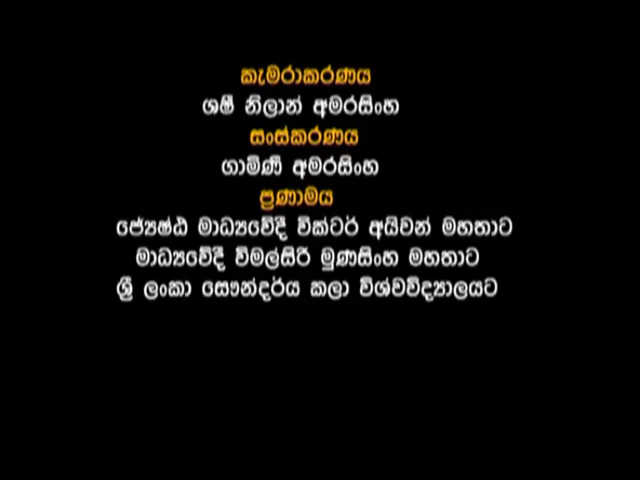 කැමරාකරණය
ශෂී නිලාන් අමරසිංහ
සංස්කරණය
ගාමිණී අමරසිංහ
ප්‍රණාමය
ජ්‍යෙෂ්ඨ මාධ්‍යවේදී වික්ටර් අයිවන් මහතාට
මාධ්‍යවේදී විමල්සිරි මුණසිංහ මහතාට
ශ්‍රී ලංකා සෞන්දර්ය කලා විශ්වවිද්‍යාලයට